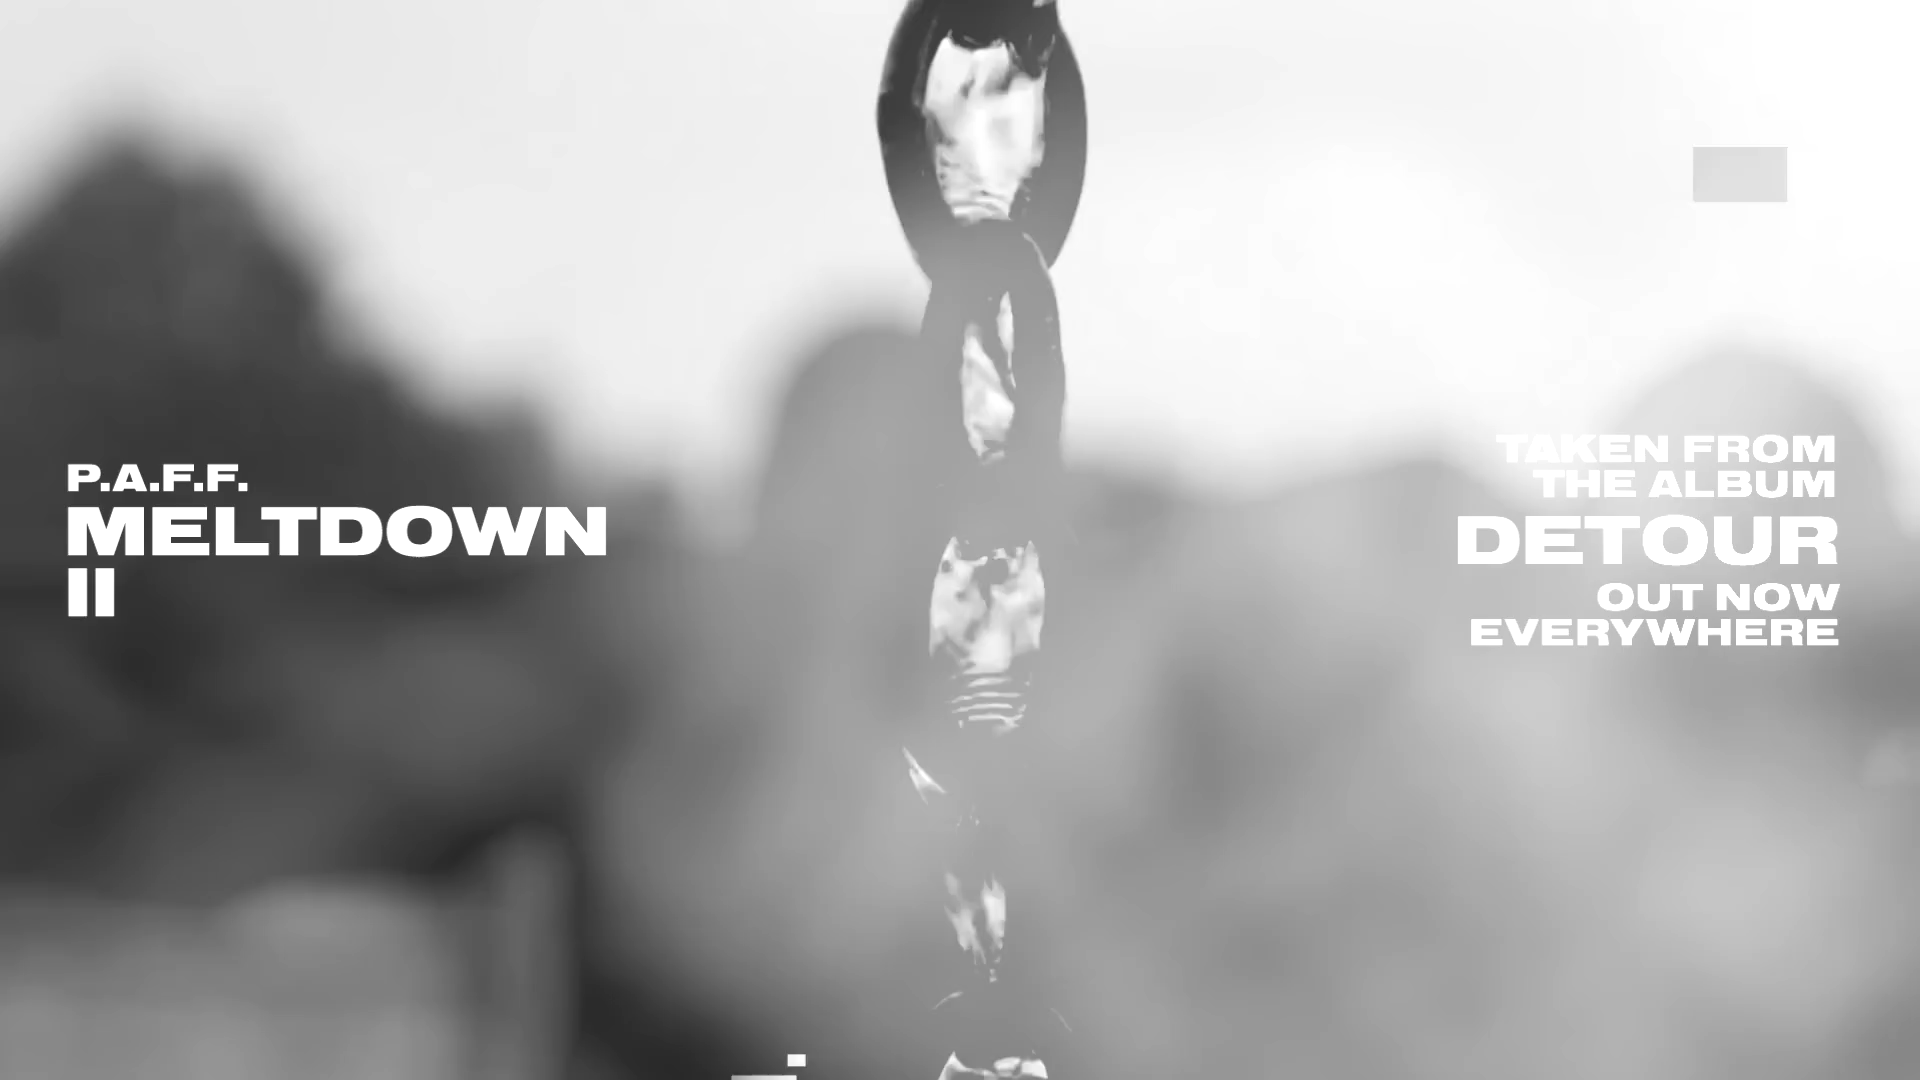 P.A.F.F.
MELTDOWN
II
TAKEN FROM
THE ALBUM
DETOUR
OUT NOW
EVERYWHERE